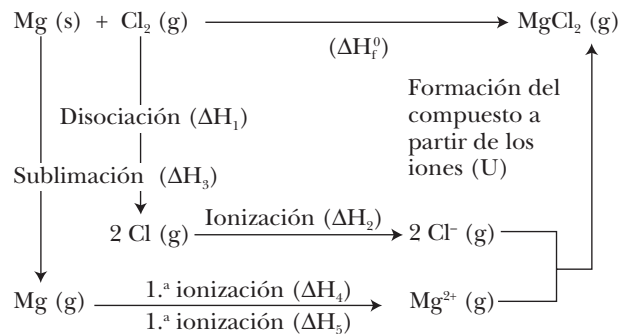 Mg (s) + Cl₂ (g) MgCl₂ (g)
(ΔH⁰f)
Formación del
compuesto a
partir de los
iones (U)
Disociación (ΔH₁)
Sublimación (ΔH₃)
2 Cl (g) Ionización (ΔH₂) 2 Cl⁻ (g)
Mg (g) 1.ª ionización (ΔH₄) Mg²⁺ (g)
1.ª ionización (ΔH₅)